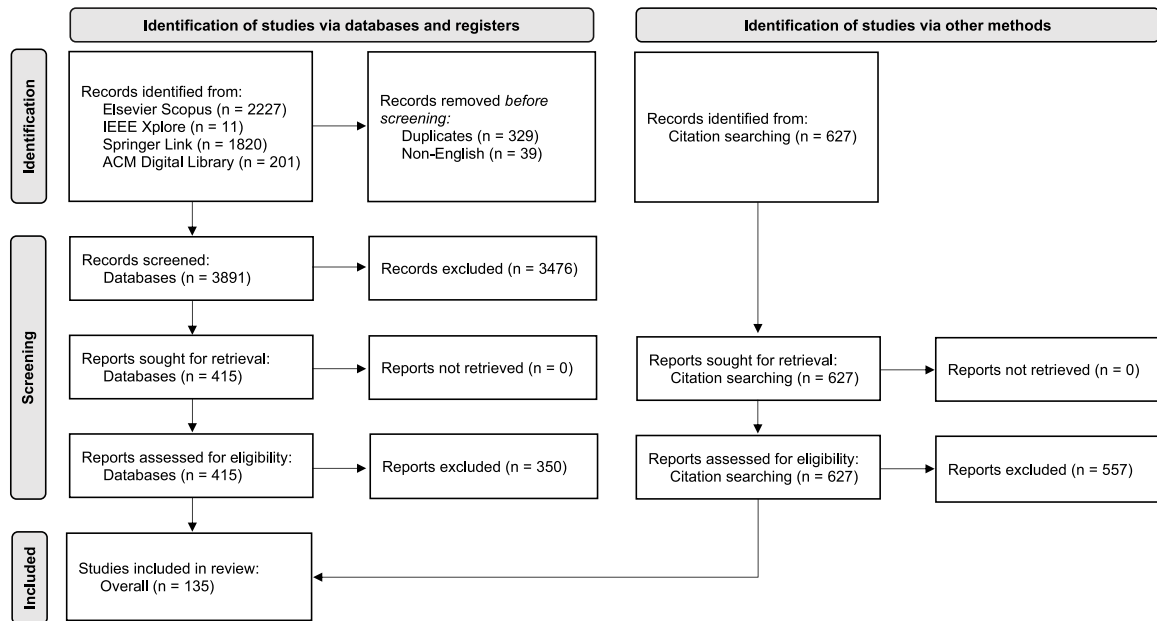 Identification of studies via databases and registers
Identification of studies via other methods
Identification
Records identified from:
Elsevier Scopus (n = 2227)
IEEE Xplore (n = 11)
Springer Link (n = 1820)
ACM Digital Library (n = 201)
Records removed before
screening:
Duplicates (n = 329)
Non-English (n = 39)
Records identified from:
Citation searching (n = 627)
Screening
Records screened:
Databases (n = 3891)
Records excluded (n = 3476)
Reports sought for retrieval:
Databases (n = 415)
Reports not retrieved (n = 0)
Reports sought for retrieval:
Citation searching (n = 627)
Reports not retrieved (n = 0)
Reports assessed for eligibility:
Databases (n = 415)
Reports excluded (n = 350)
Reports assessed for eligibility:
Citation searching (n = 627)
Reports excluded (n = 557)
Included
Studies included in review:
Overall (n = 135)